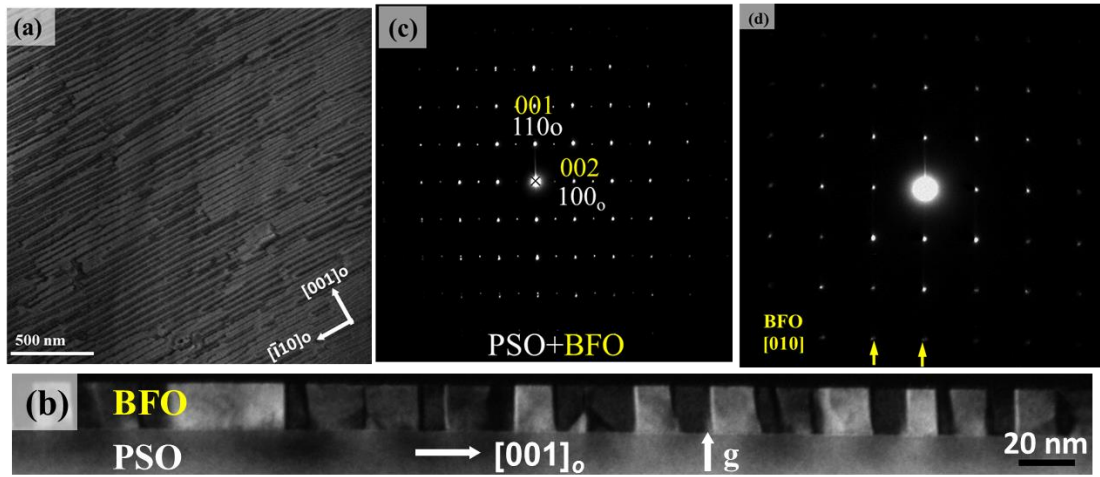 (a)
[001]o
[1̄10]o
500 nm
(c)
001
110o
002
100o
PSO+BFO
(d)
BFO
[010]
(b)
BFO
PSO
[001]o
g
20 nm